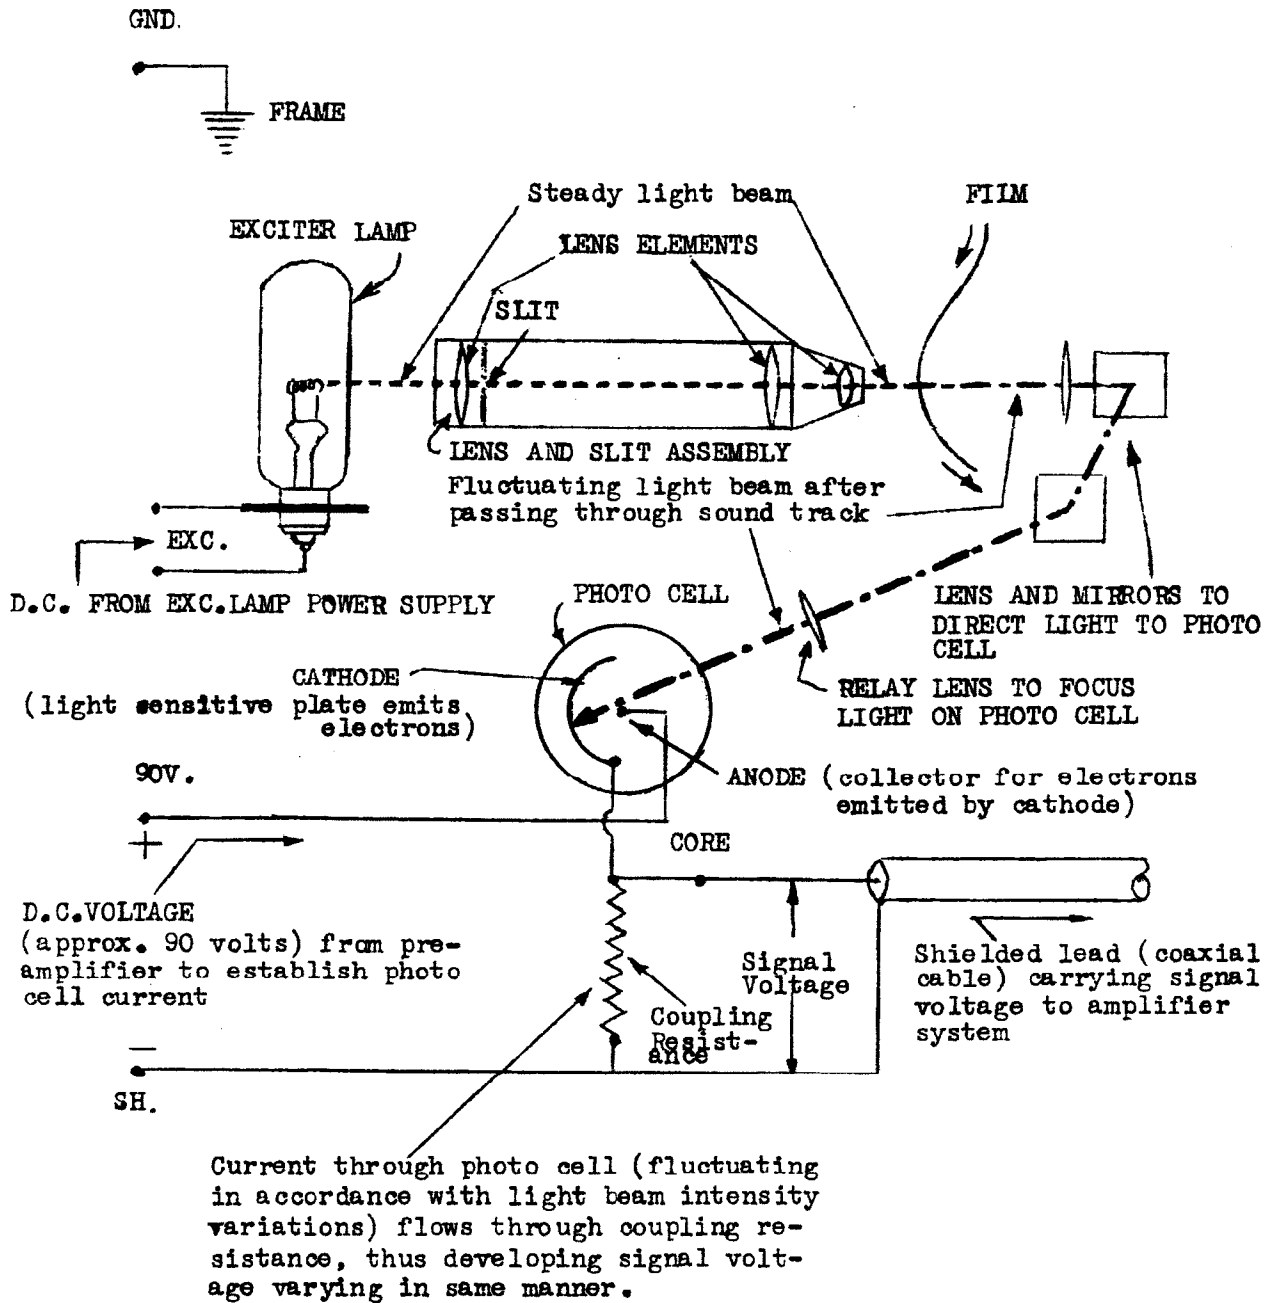 GND.
FRAME
Steady light beam
FIIM
EXCITER LAMP
LENS ELEMENTS
SLIT
LENS AND SLIT ASSEMBLY
Fluctuating light beam after
passing through sound track
EXC.
D.C. FROM EXC.LAMP POWER SUPPLY
PHOTO CELL
LENS AND MIRRORS TO
DIRECT LIGHT TO PHOTO
CELL
CATHODE
(light sensitive plate emits
electrons)
RELAY LENS TO FOCUS
LIGHT ON PHOTO CELL
90V.
ANODE (collector for electrons
emitted by cathode)
+
CORE
D.C.VOLTAGE
(approx. 90 volts) from pre-
amplifier to establish photo
cell current
Signal
Voltage
Shielded lead (coaxial
cable) carrying signal
voltage to amplifier
system
Coupling
Resist-
ance
—
SH.
Current through photo cell (fluctuating
in accordance with light beam intensity
variations) flows through coupling re-
sistance, thus developing signal volt-
age varying in same manner.